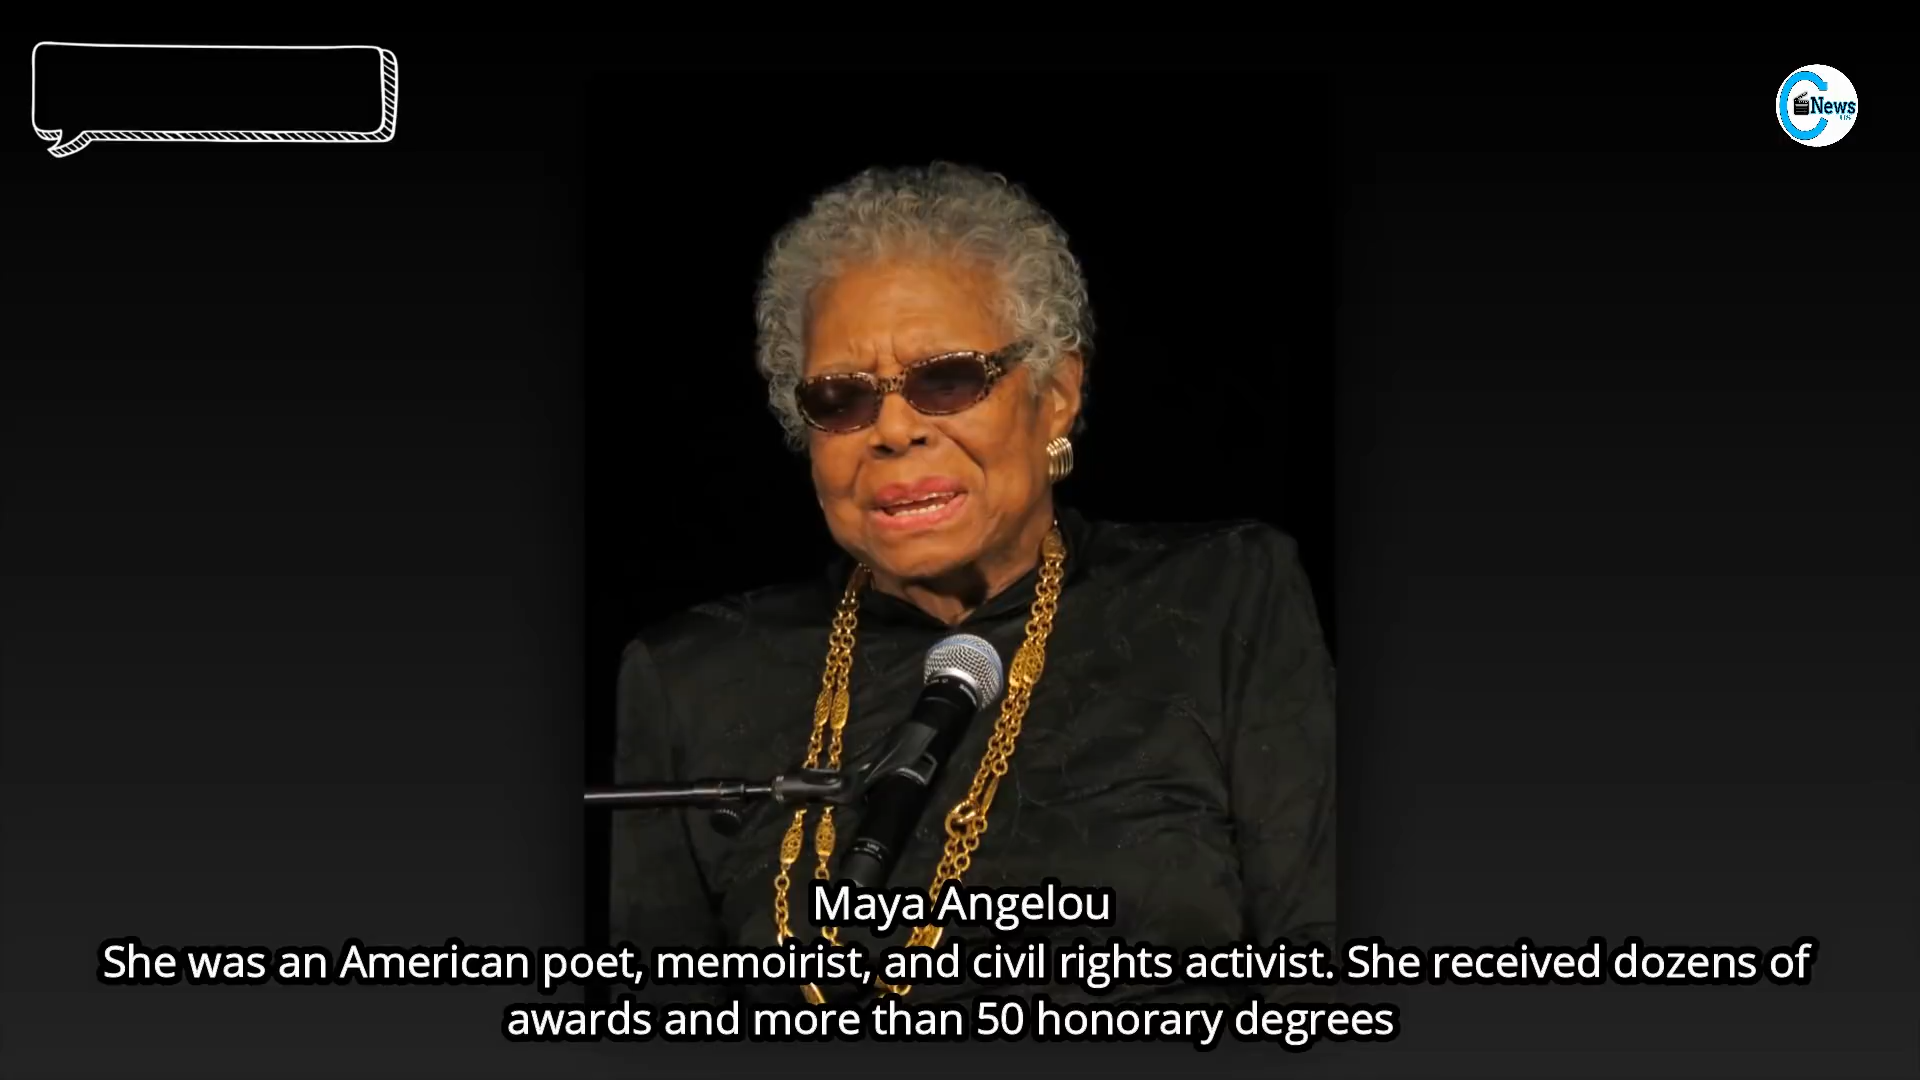 News
US
Maya Angelou
She was an American poet, memoirist, and civil rights activist. She received dozens of
awards and more than 50 honorary degrees